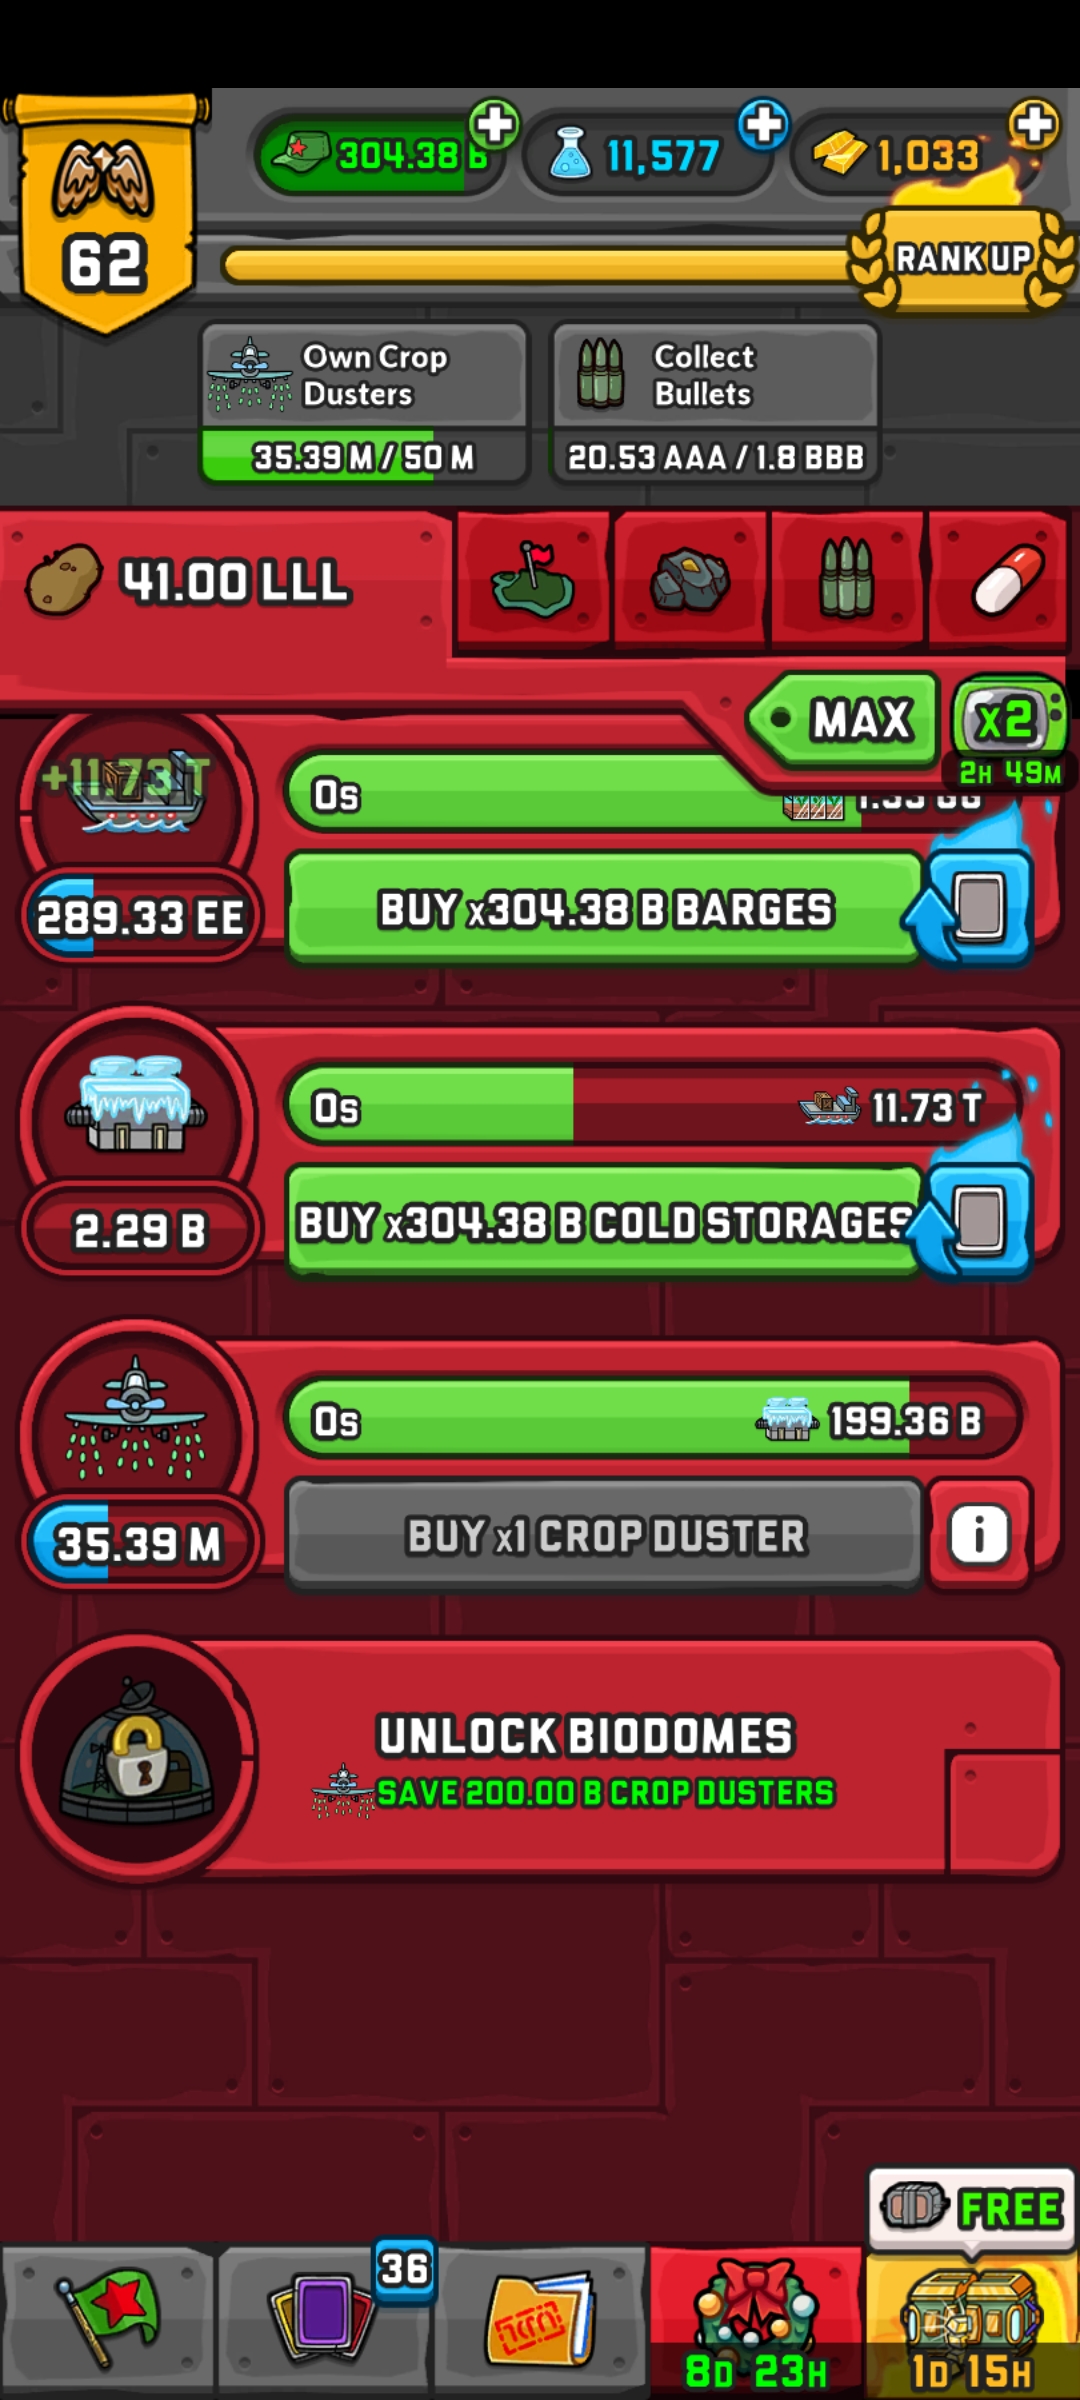 304.38 B
11,577
1,033
62
RANK UP
Own Crop
Dusters
35.39 M / 50 M
Collect
Bullets
20.53 AAA / 1.8 BBB
41.00 LLL
MAX
x2
2H 49M
+11.73 T
0s
289.33 EE
BUY x304.38 B BARGES
0s
11.73 T
2.29 B
BUY x304.38 B COLD STORAGES
0s
199.36 B
35.39 M
BUY x1 CROP DUSTER
i
UNLOCK BIODOMES
SAVE 200.00 B CROP DUSTERS
FREE
36
8D 23H
1D 15H